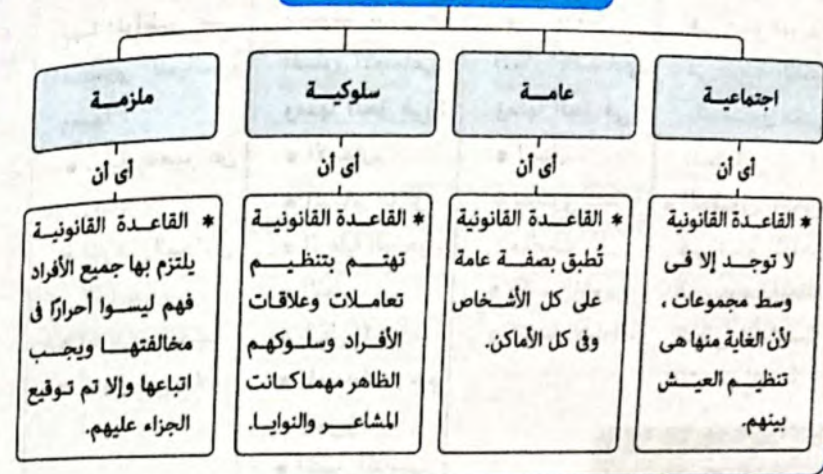 اجتماعية
عامة
سلوكية
ملزمة
أى أن
أى أن
أى أن
أى أن
* القاعدة القانونية
لا توجد إلا فى
وسط مجموعات ،
لأن الغاية منها هى
تنظيم العيش
بينهم.
* القاعدة القانونية
تُطبق بصفة عامة
على كل الأشخاص
وفى كل الأماكن.
* القاعدة القانونية
تهتم بتنظيم
تعاملات وعلاقات
الأفراد وسلوكهم
الظاهر مهما كانت
المشاعر والنوايا.
* القاعدة القانونية
يلتزم بها جميع الأفراد
فهم ليسوا أحرارًا فى
مخالفتها ويجب
اتباعها وإلا تم توقيع
الجزاء عليهم.